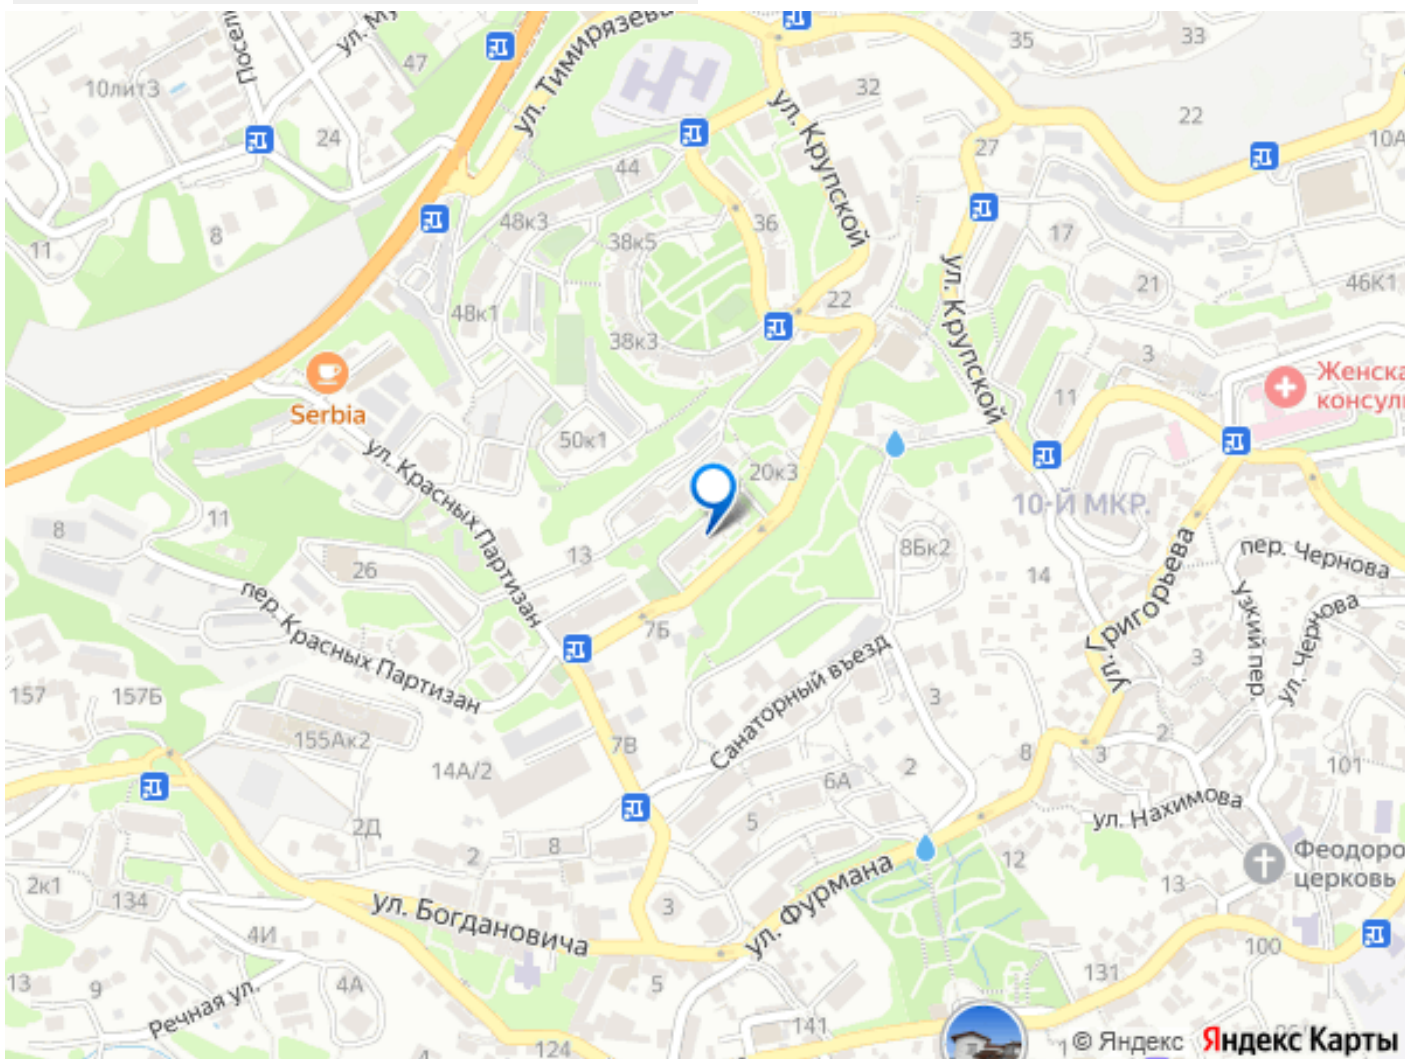 35
33
ул. Му
Посел
47
ул. Тимирязева
10лит3
32
22
24
ул. Крупской
27
10А
44
11
8
48к3
36
38к5
17
ул. Крупской
21
46К1
48к1
22
38к3
3
Женска
консуль
Serbia
11
50к1
ул. Красных Партизан
20к3
10-Й МКР.
8
11
13
8Бк2
26
14
ул. Григорьева
пер. Чернова
пер. Красных Партизан
7Б
узкий пер.
ул. Чернова
3
157
157Б
Санаторный въезд
3
155Ак2
7В
2
8
3
14А/2
6А
2
101
5
ул. Нахимова
2Д
8
2
12
Феодоро
церковь
2к1
134
ул. Богдановича
3
ул. Фурмана
13
4И
100
13
9
4А
5
131
Речная ул.
141
124
© Яндекс Яндекс Карты